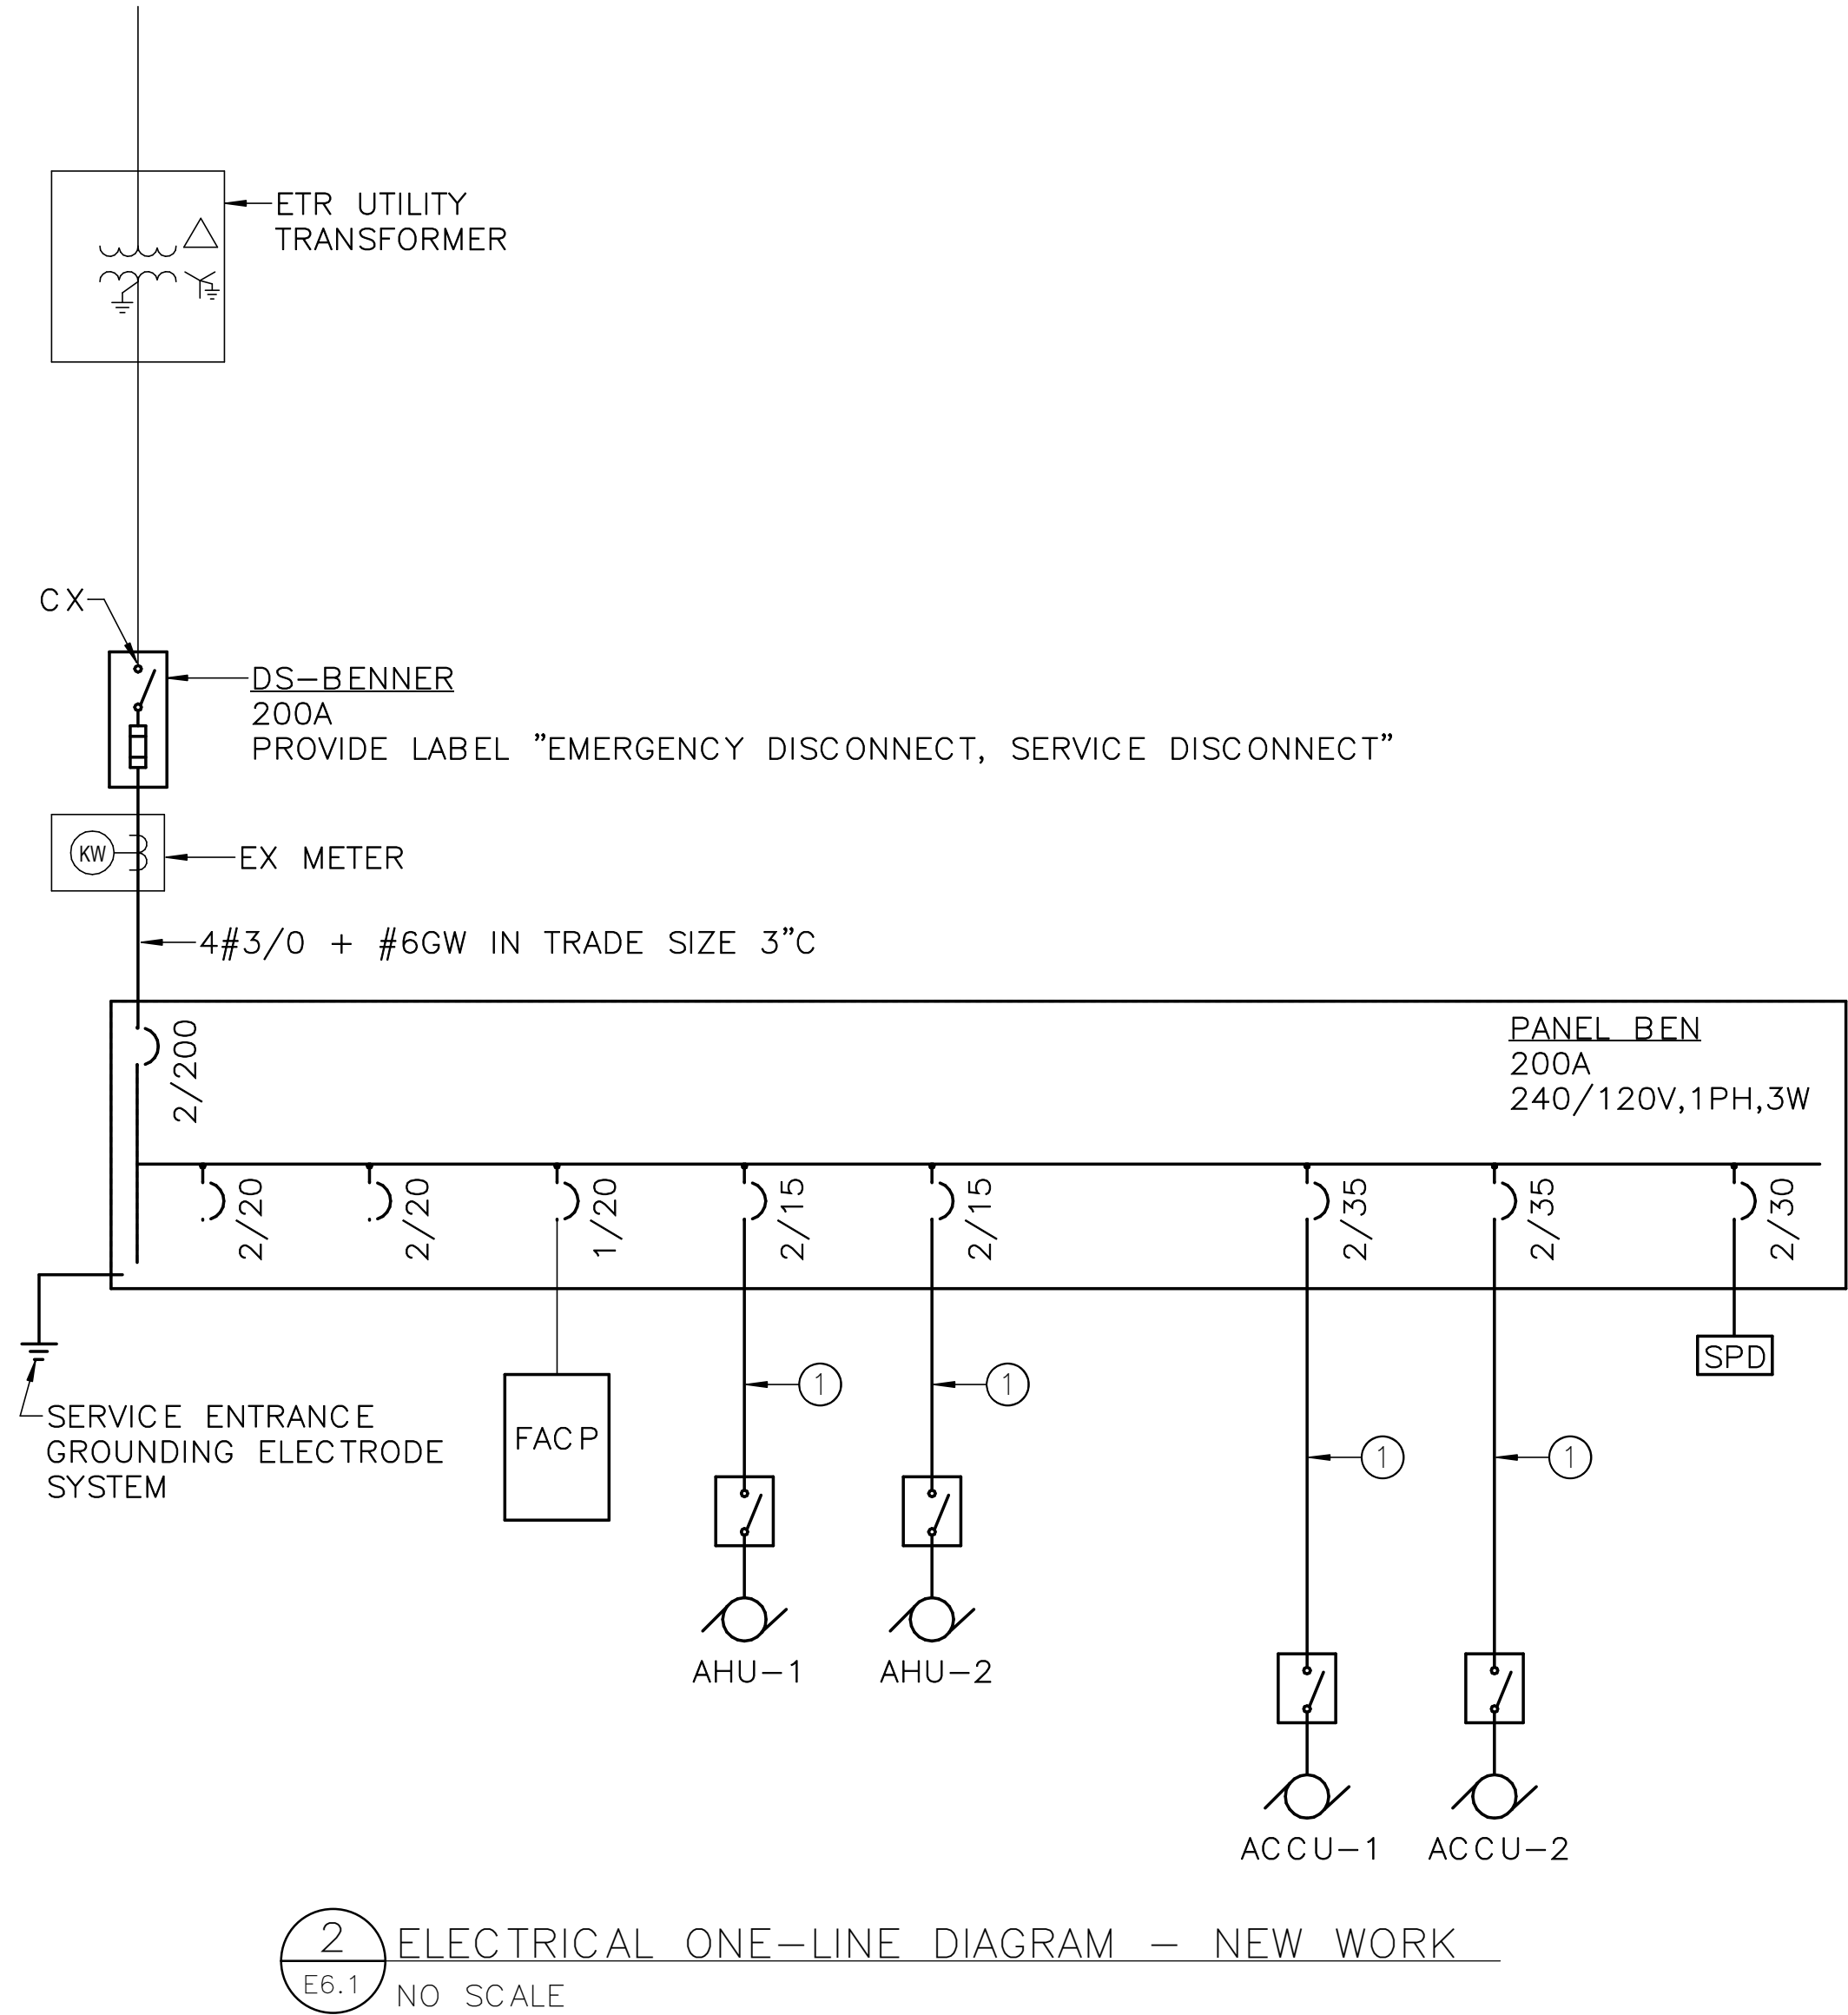 ETR UTILITY
TRANSFORMER
CX
DS-BENNER
200A
PROVIDE LABEL "EMERGENCY DISCONNECT, SERVICE DISCONNECT"
KW
EX METER
4#3/0 + #6GW IN TRADE SIZE 3"C
2/200
PANEL BEN
200A
240/120V,1PH,3W
2/20
2/20
1/20
2/15
2/15
2/35
2/35
2/30
SPD
1
1
SERVICE ENTRANCE
GROUNDING ELECTRODE
SYSTEM
FACP
1
1
AHU-1
AHU-2
ACCU-1
ACCU-2
2
E6.1
ELECTRICAL ONE-LINE DIAGRAM - NEW WORK
NO SCALE